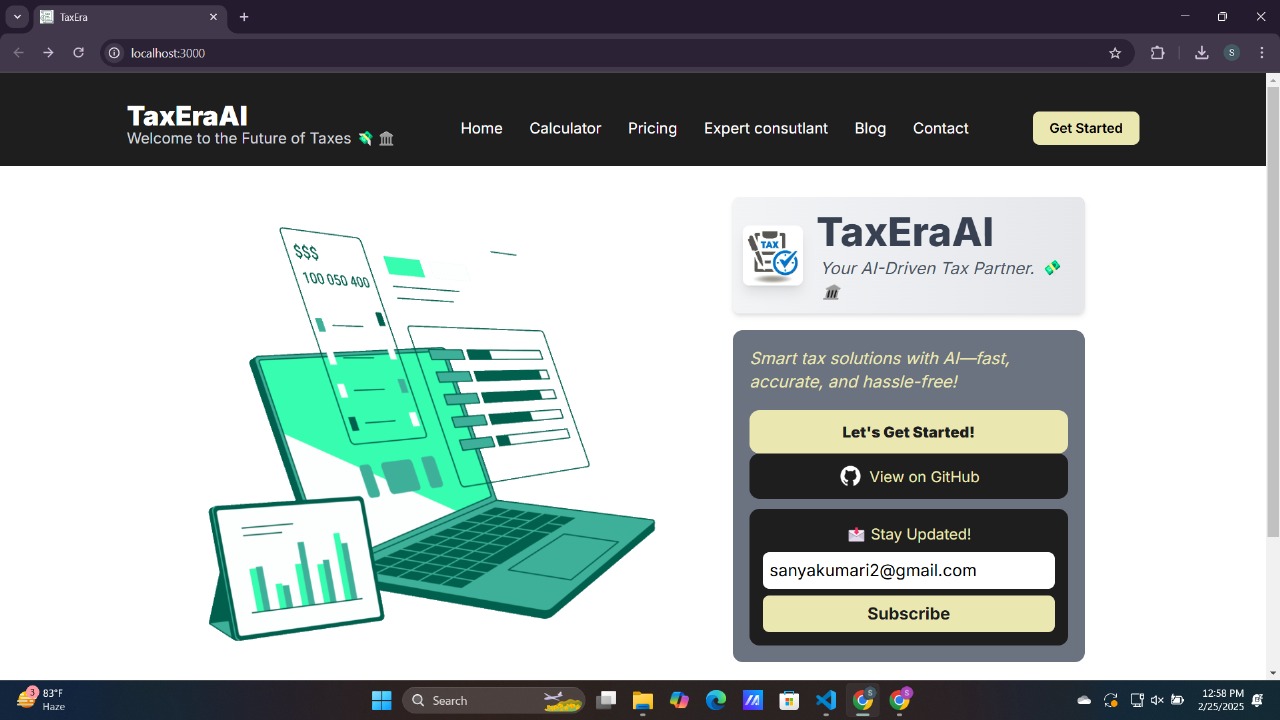 TaxEra
localhost:3000
S
TaxEraAI
Welcome to the Future of Taxes 💸 🏛️
Home Calculator Pricing Expert consutlant Blog Contact
Get Started
$$$
100 050 400
TAX
TaxEraAI
Your AI-Driven Tax Partner. 💸
🏛️
Smart tax solutions with AI—fast,
accurate, and hassle-free!
Let's Get Started!
View on GitHub
📩 Stay Updated!
sanyakumari2@gmail.com
Subscribe
3
83°F
Haze
Search
S
S
12:58 PM
2/25/2025